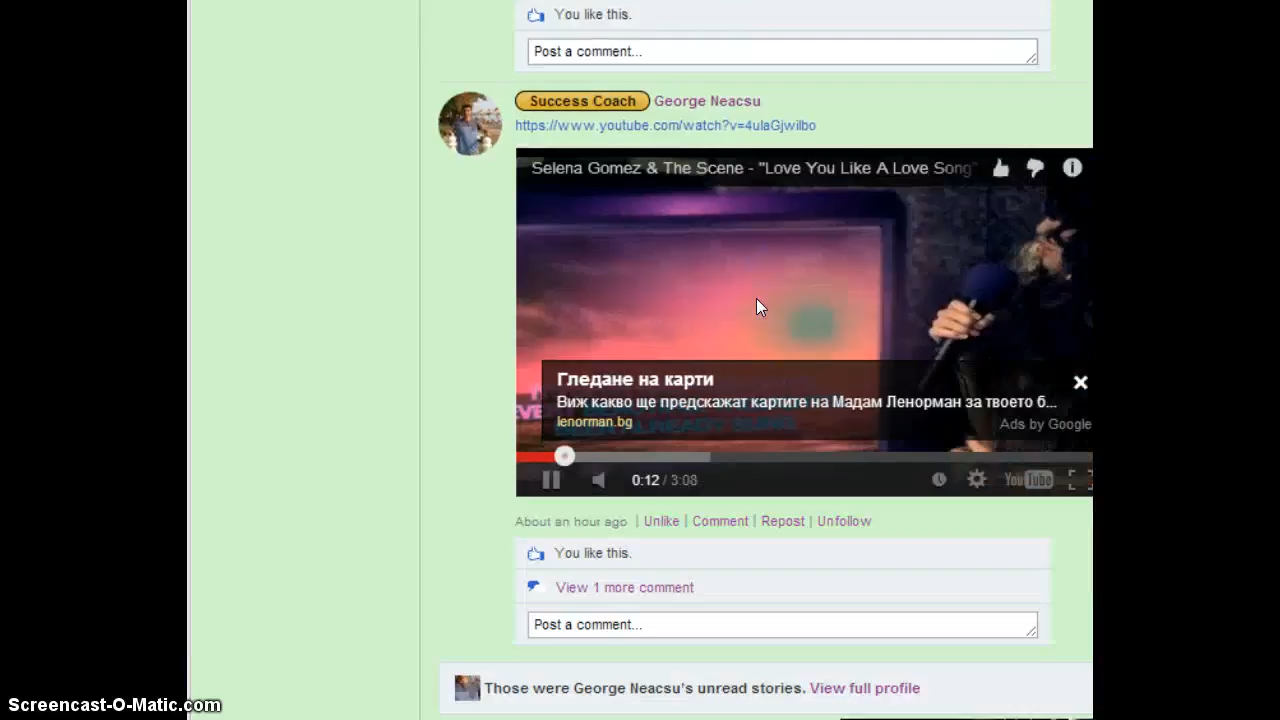 You like this.
Post a comment...
Success Coach George Neacsu
https://www.youtube.com/watch?v=4ulaGjwilbo
Selena Gomez & The Scene - "Love You Like A Love Song"
Гледане на карти
Виж какво ще предскажат картите на Мадам Ленорман за твоето б...
lenorman.bg
Ads by Google
0:12 / 3:08
YouTube
About an hour ago | Unlike | Comment | Repost | Unfollow
You like this.
View 1 more comment
Post a comment...
Those were George Neacsu's unread stories. View full profile
Screencast-O-Matic.com